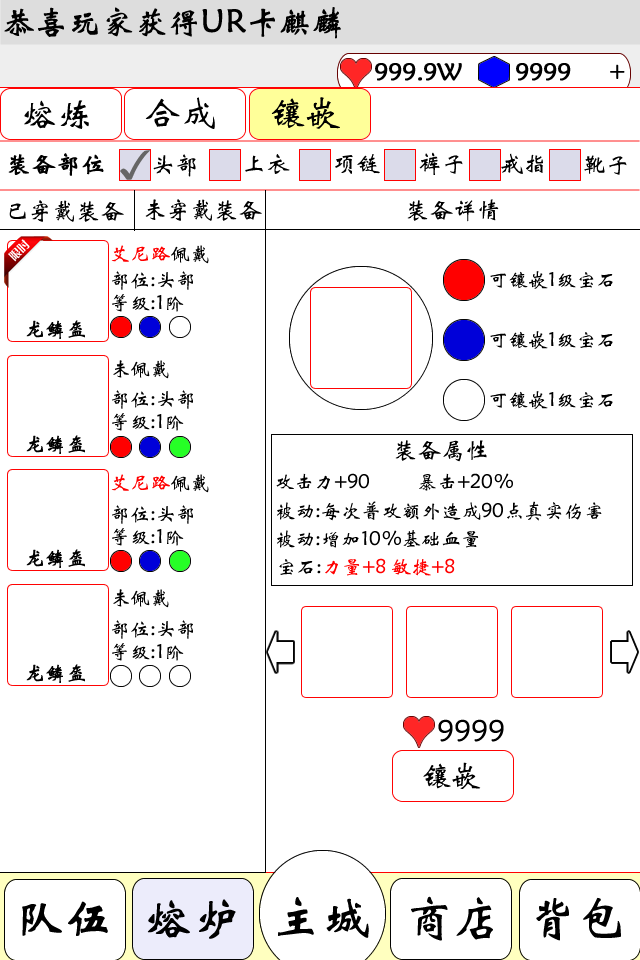 恭喜玩家获得UR卡麒麟
999.9W 9999 +
熔炼 合成 镶嵌
装备部位 头部 上衣 项链 裤子 戒指 靴子
已穿戴装备 未穿戴装备 装备详情
限时
艾尼路佩戴
部位:头部
等级:1阶
龙鳞盔
未佩戴
部位:头部
等级:1阶
龙鳞盔
艾尼路佩戴
部位:头部
等级:1阶
龙鳞盔
未佩戴
部位:头部
等级:1阶
龙鳞盔
可镶嵌1级宝石
可镶嵌1级宝石
可镶嵌1级宝石
装备属性
攻击力+90 暴击+20%
被动:每次普攻额外造成90点真实伤害
被动:增加10%基础血量
宝石:力量+8 敏捷+8
9999
镶嵌
队伍 熔炉 主城 商店 背包